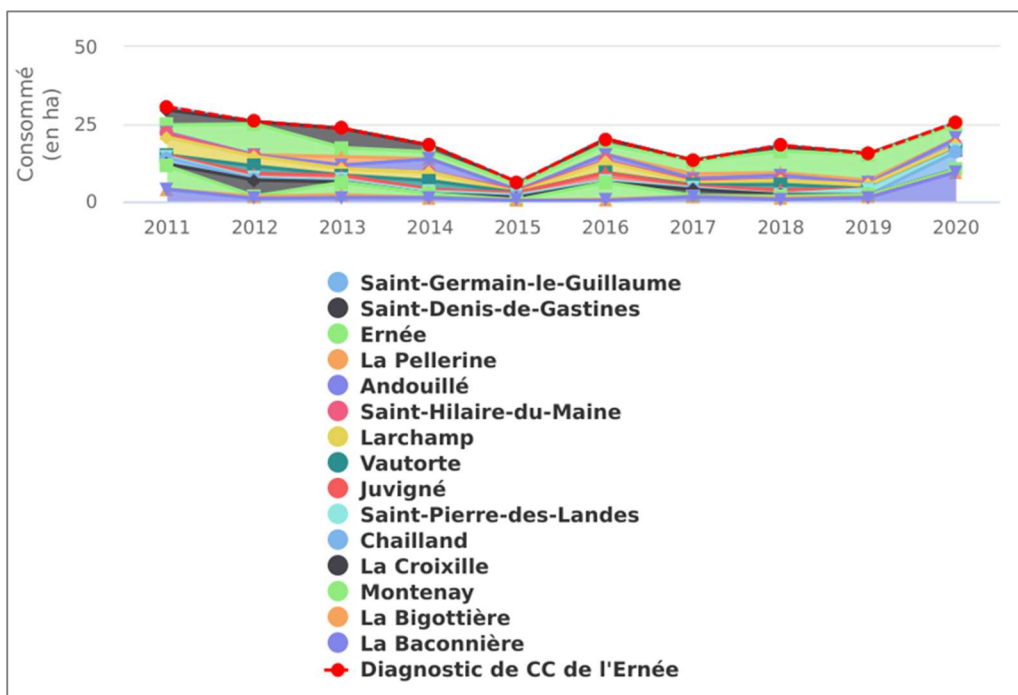 50
Consommé
(en ha)
25
0
2011 2012 2013 2014 2015 2016 2017 2018 2019 2020
Saint-Germain-le-Guillaume
Saint-Denis-de-Gastines
Ernée
La Pellerine
Andouillé
Saint-Hilaire-du-Maine
Larchamp
Vautorte
Juvigné
Saint-Pierre-des-Landes
Chailland
La Croixille
Montenay
La Bigottière
La Baconnière
Diagnostic de CC de l'Ernée